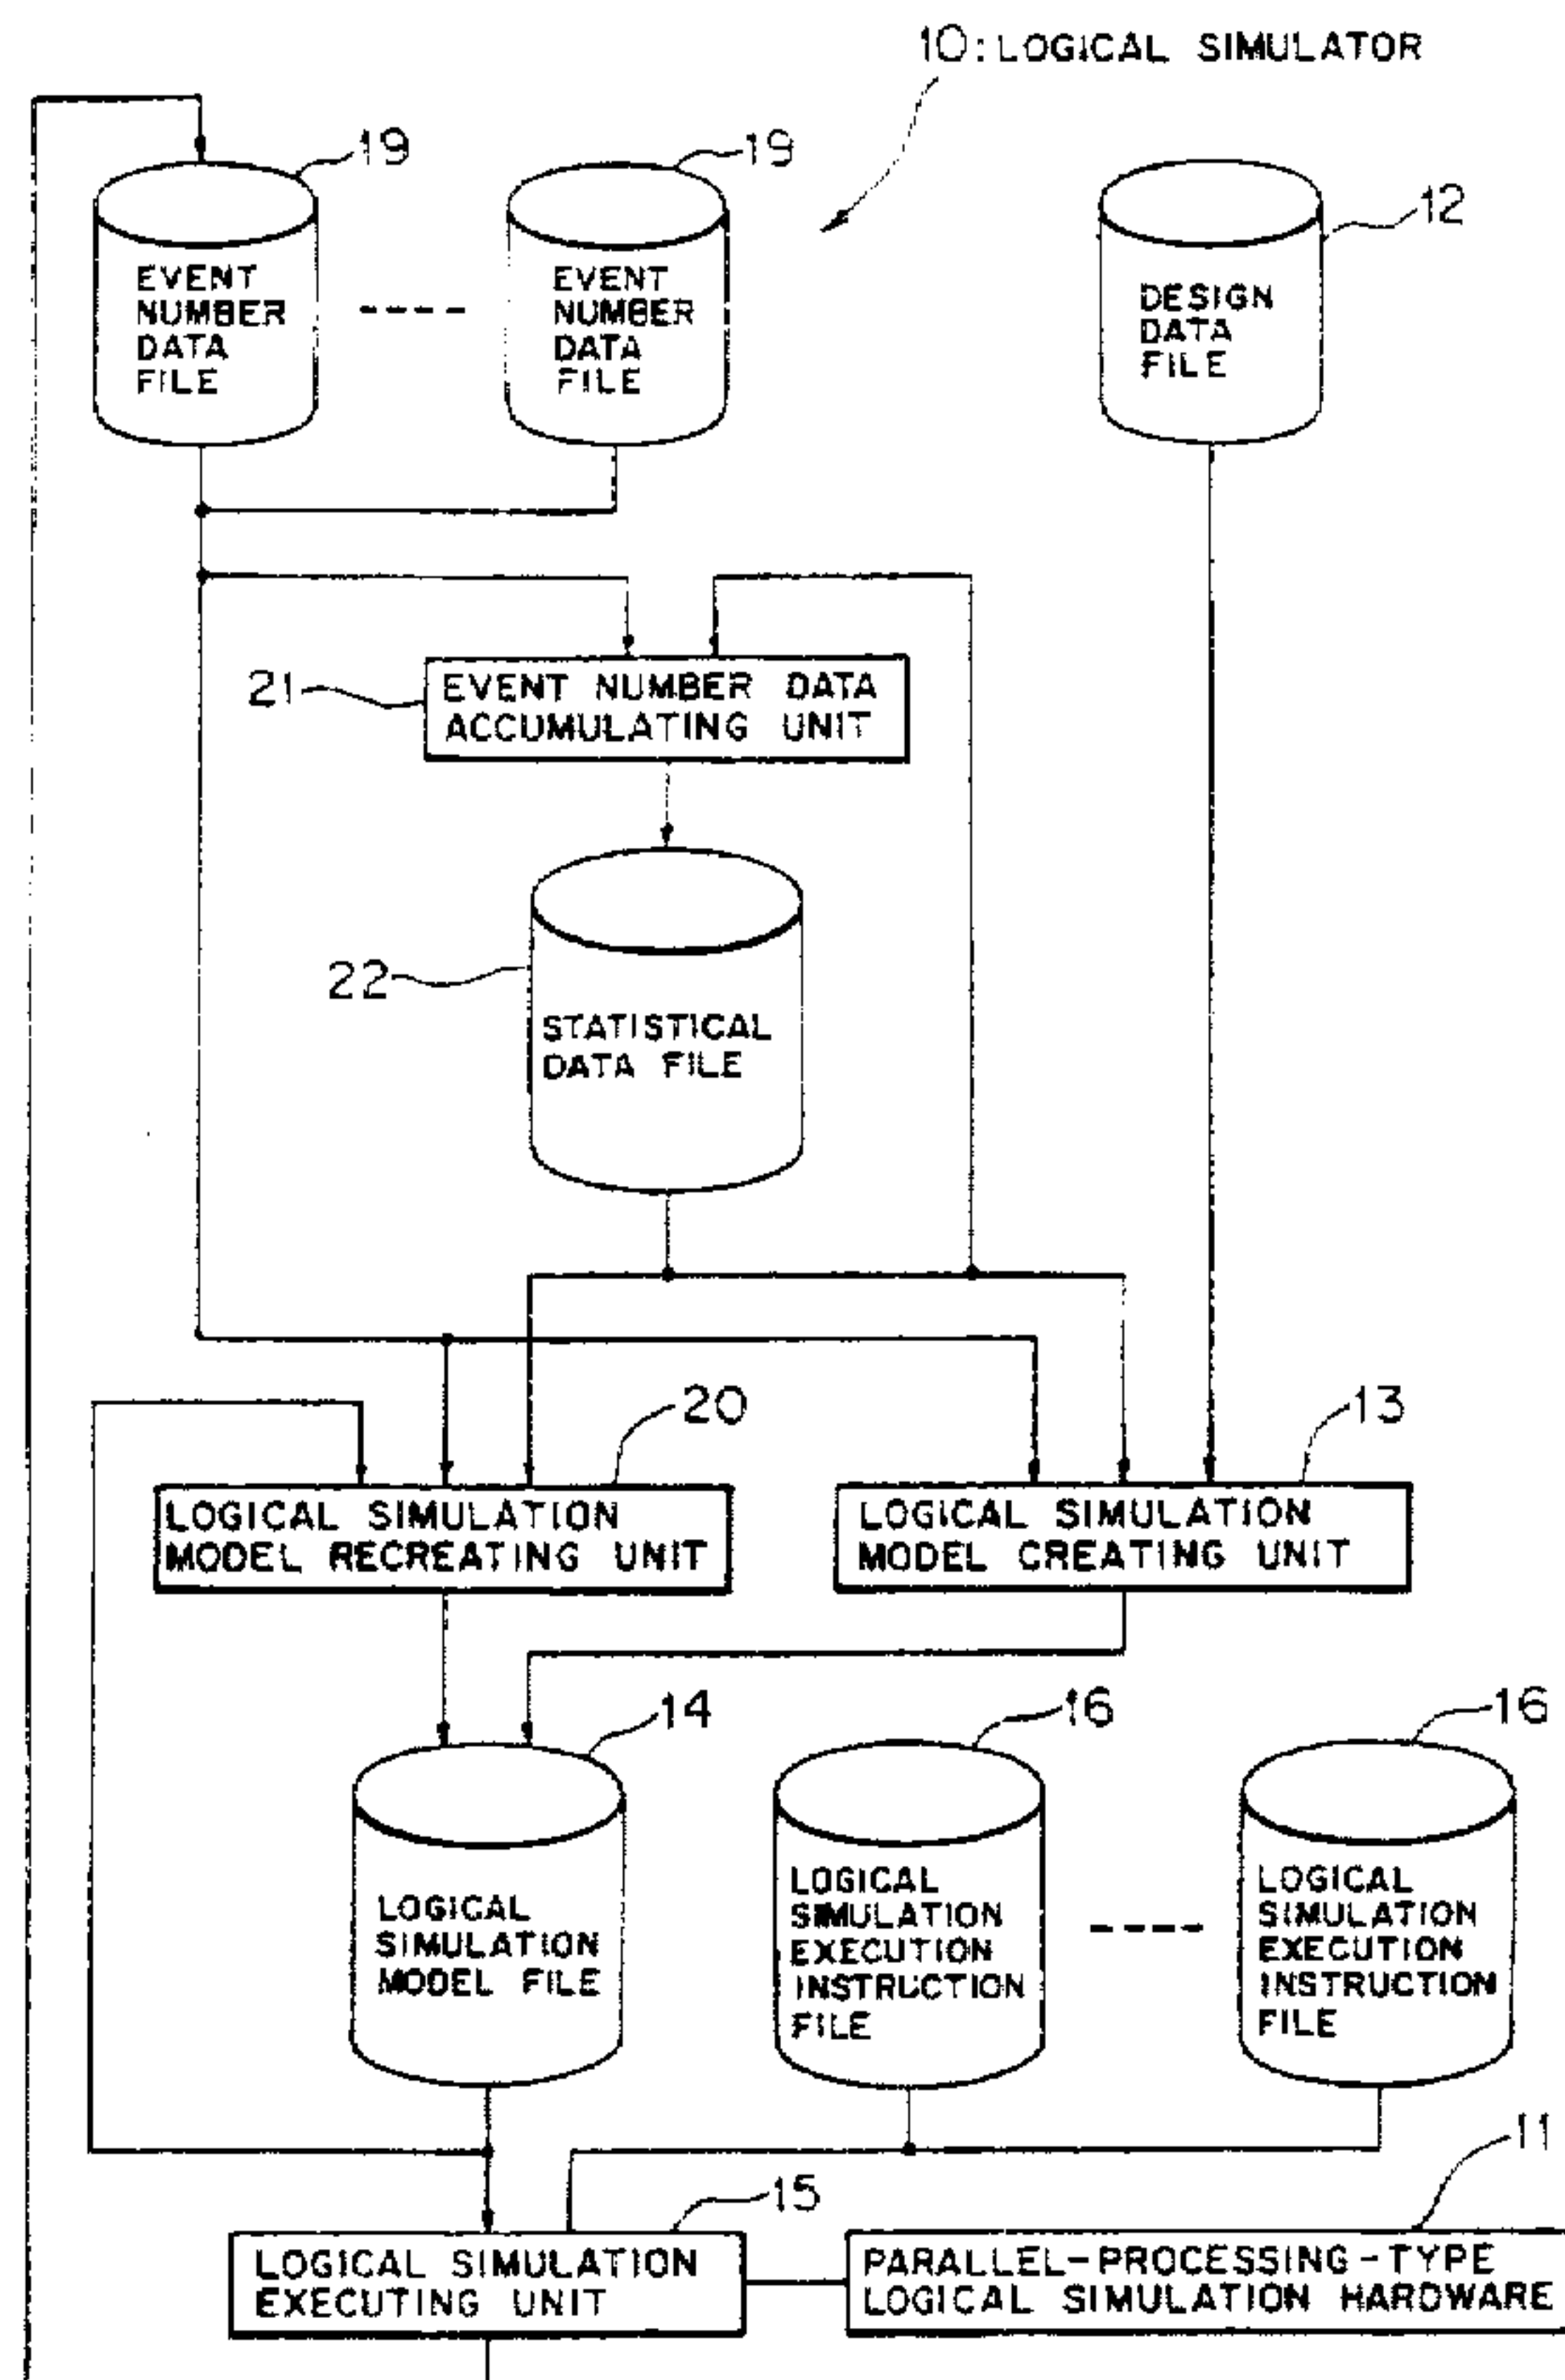 10: LOGICAL SIMULATOR
19
19
12
EVENT
NUMBER
DATA
FILE
EVENT
NUMBER
DATA
FILE
DESIGN
DATA
FILE
21
EVENT NUMBER DATA
ACCUMULATING UNIT
22
STATISTICAL
DATA FILE
20
13
LOGICAL SIMULATION
MODEL RECREATING UNIT
LOGICAL SIMULATION
MODEL CREATING UNIT
14
16
16
LOGICAL
SIMULATION
MODEL FILE
LOGICAL
SIMULATION
EXECUTION
INSTRUCTION
FILE
LOGICAL
SIMULATION
EXECUTION
INSTRUCTION
FILE
11
15
LOGICAL SIMULATION
EXECUTING UNIT
PARALLEL-PROCESSING-TYPE
LOGICAL SIMULATION HARDWARE